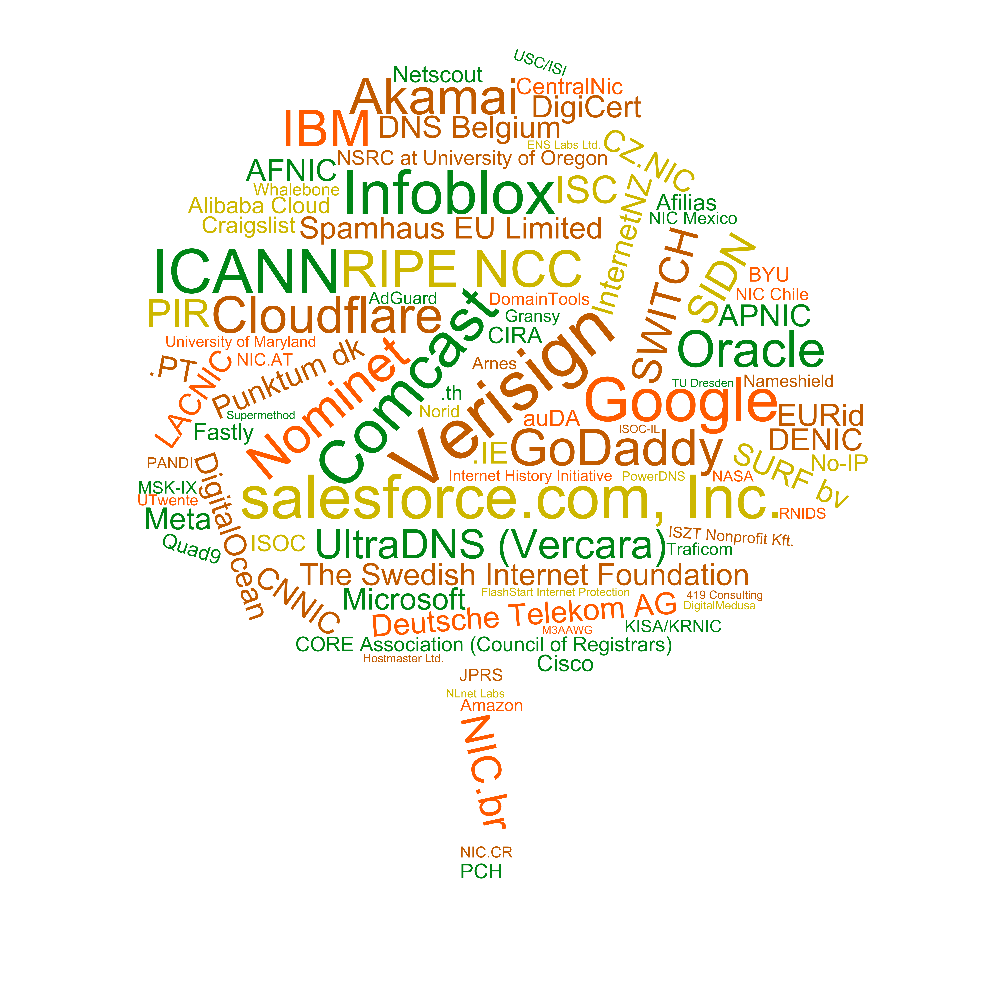 USC/ISI
Netscout
Akamai
CentralNic
DigiCert
IBM
DNS Belgium
ENS Labs Ltd.
CZ.NIC
NSRC at University of Oregon
AFNIC
Infoblox
ISC
InternetNZ
Whalebone
Alibaba Cloud
Afilias
NIC Mexico
Craigslist
Spamhaus EU Limited
SWITCH
SIDN
ICANN
RIPE NCC
BYU
NIC Chile
PIR
Cloudflare
AdGuard
Comcast
DomainTools
Gransy
APNIC
CIRA
Verisign
Oracle
University of Maryland
.PT
LACNIC
NIC.AT
Punktum dk
Nominet
Arnes
TU Dresden
Nameshield
.th
Google
Supermethod
Norid
auDA
EURid
Fastly
ISOC-IL
DENIC
PANDI
DigitalOcean
.IE
GoDaddy
SURF bv
No-IP
Internet History Initiative
PowerDNS
NASA
MSK-IX
UTwente
salesforce.com, Inc.
RNIDS
Meta
Quad9
ISOC
UltraDNS (Vercara)
ISZT Nonprofit Kft.
Traficom
CNNIC
The Swedish Internet Foundation
Microsoft
FlashStart Internet Protection
419 Consulting
DigitalMedusa
Deutsche Telekom AG
M3AAWG
KISA/KRNIC
CORE Association (Council of Registrars)
Hostmaster Ltd.
Cisco
JPRS
NLnet Labs
Amazon
NIC.br
NIC.CR
PCH